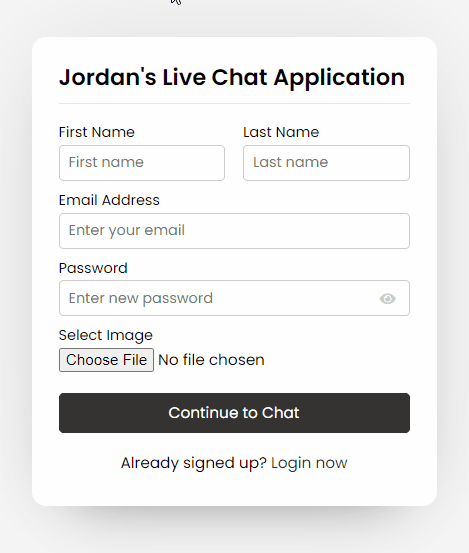 Jordan's Live Chat Application
First Name Last Name
First name Last name
Email Address
Enter your email
Password
Enter new password
Select Image
Choose File No file chosen
Continue to Chat
Already signed up? Login now